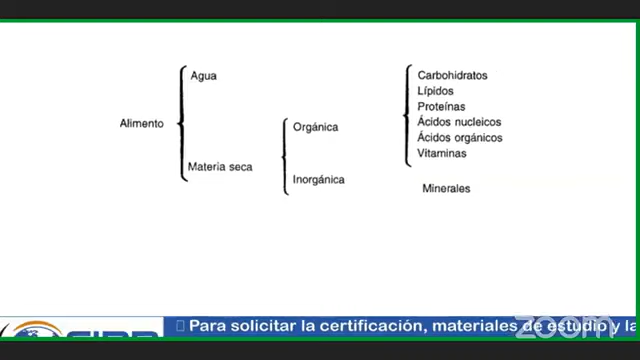 Alimento
Agua
Materia seca
Orgánica
Inorgánica
Carbohidratos
Lípidos
Proteínas
Ácidos nucleicos
Ácidos orgánicos
Vitaminas
Minerales
Para solicitar la certificación, materiales de estudio y la
zoom